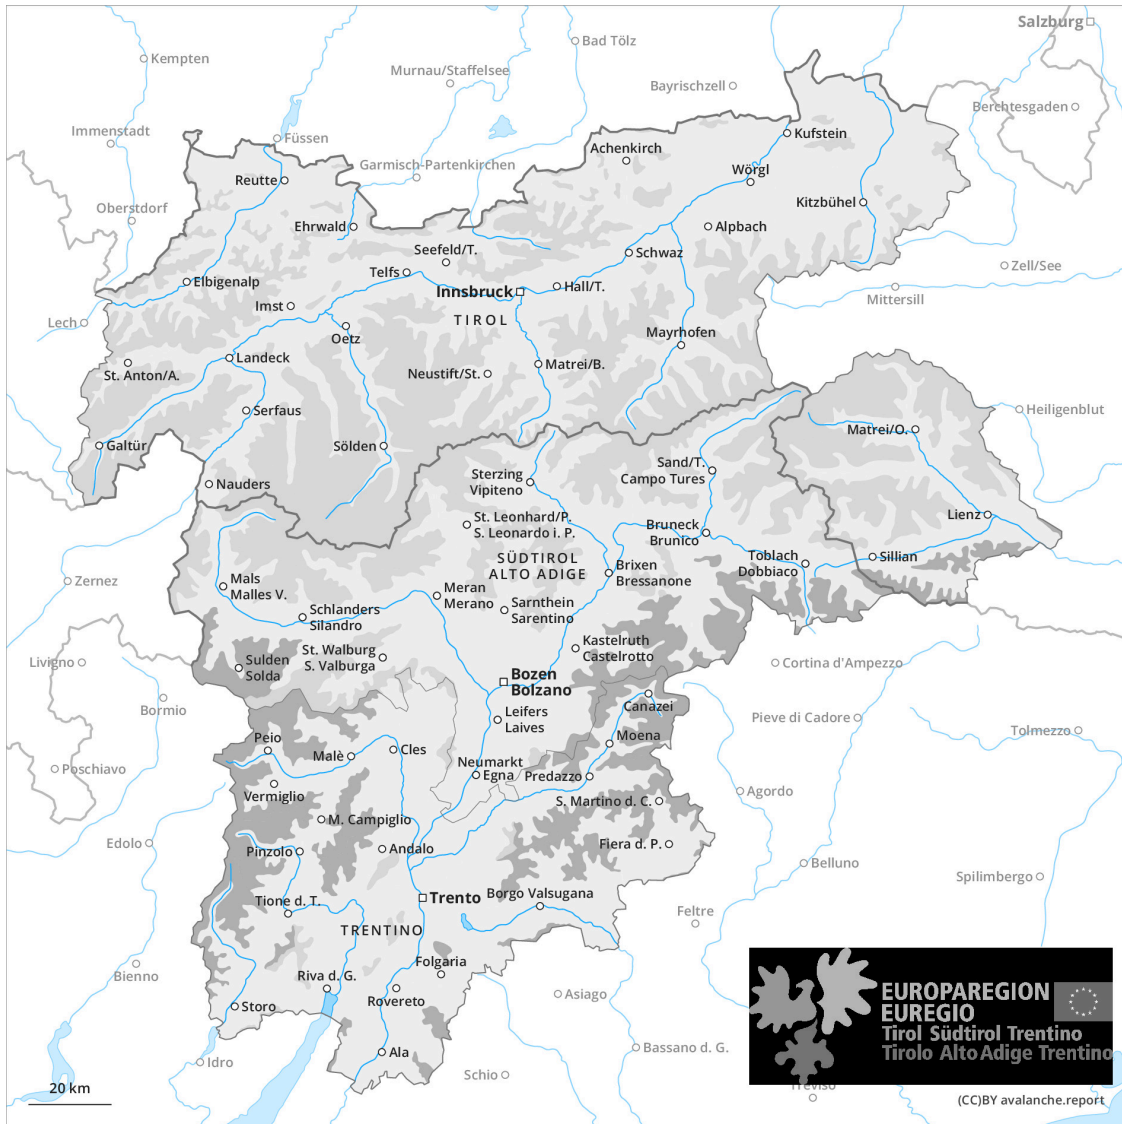 Salzburg
Bad Tölz
Kempten
Murnau/Staffelsee
Bayrischzell
Berchtesgaden
Immenstadt
Füssen
Kufstein
Achenkirch
Garmisch-Partenkirchen
Wörgl
Reutte
Kitzbühel
Oberstdorf
Ehrwald
Alpbach
Seefeld/T.
Schwaz
Telfs
Zell/See
Elbigenalp
Innsbruck
Hall/T.
Mittersill
Imst
TIROL
Lech
Oetz
Mayrhofen
Landeck
Matrei/B.
St. Anton/A.
Neustift/St.
Serfaus
Heiligenblut
Matrei/O.
Galtür
Sölden
Sand/T.
Campo Tures
Sterzing
Vipiteno
Nauders
St. Leonhard/P.
S. Leonardo i. P.
Lienz
Bruneck
Brunico
SÜDTIROL
ALTO ADIGE
Toblach
Dobbiaco
Sillian
Brixen
Bressanone
Zernez
Mals
Malles V.
Meran
Merano
Sarnthein
Sarentino
Schlanders
Silandro
Kastelruth
Castelrotto
St. Walburg
S. Valburga
Livigno
Sulden
Solda
Cortina d'Ampezzo
Bozen
Bolzano
Bormio
Canazei
Leifers
Laives
Pieve di Cadore
Tolmezzo
Peio
Moena
Malè
Cles
Neumarkt
Egna
Poschiavo
Predazzo
Vermiglio
Agordo
S. Martino d. C.
M. Campiglio
Edolo
Fiera d. P.
Pinzolo
Andalo
Belluno
Spilimbergo
Borgo Valsugana
Trento
Tione d. T.
Feltre
TRENTINO
Folgaria
Bienno
Riva d. G.
EUROPAREGION
EUREGIO
Tirol Südtirol Trentino
Tirolo Alto Adige Trentino
Asiago
Rovereto
Storo
Bassano d. G.
Ala
Idro
Schio
Treviso
20 km
(CC)BY avalanche.report